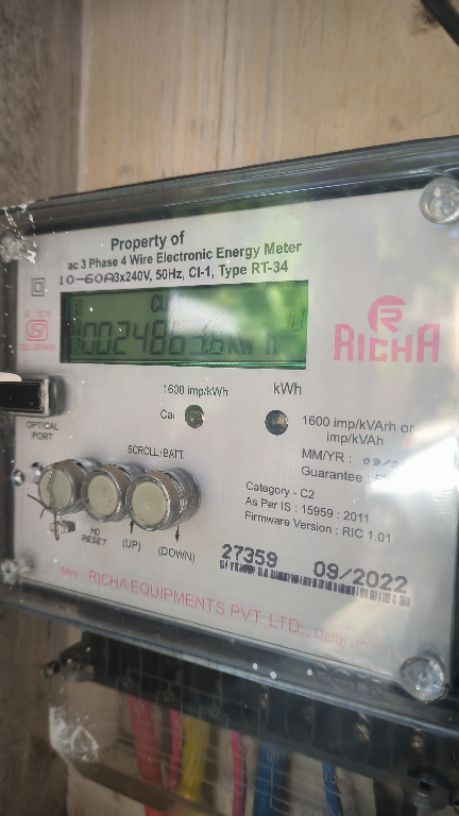 Property of
ac 3 Phase 4 Wire Electronic Energy Meter
10-60A 3x240V, 50Hz, Cl-1, Type RT-34
CU
kW h
R
RICHA
1600 imp/kWh
kWh
Cal
1600 imp/kVArh or
imp/kVAh
OPTICAL
PORT
MM/YR :
SCROLL-BATT.
Guarantee :
Category - C2
As Per IS : 15959 : 2011
Firmware Version : RIC 1.01
MD
RESET
(UP)
(DOWN)
27359 09/2022
RICHA EQUIPMENTS PVT. LTD.,